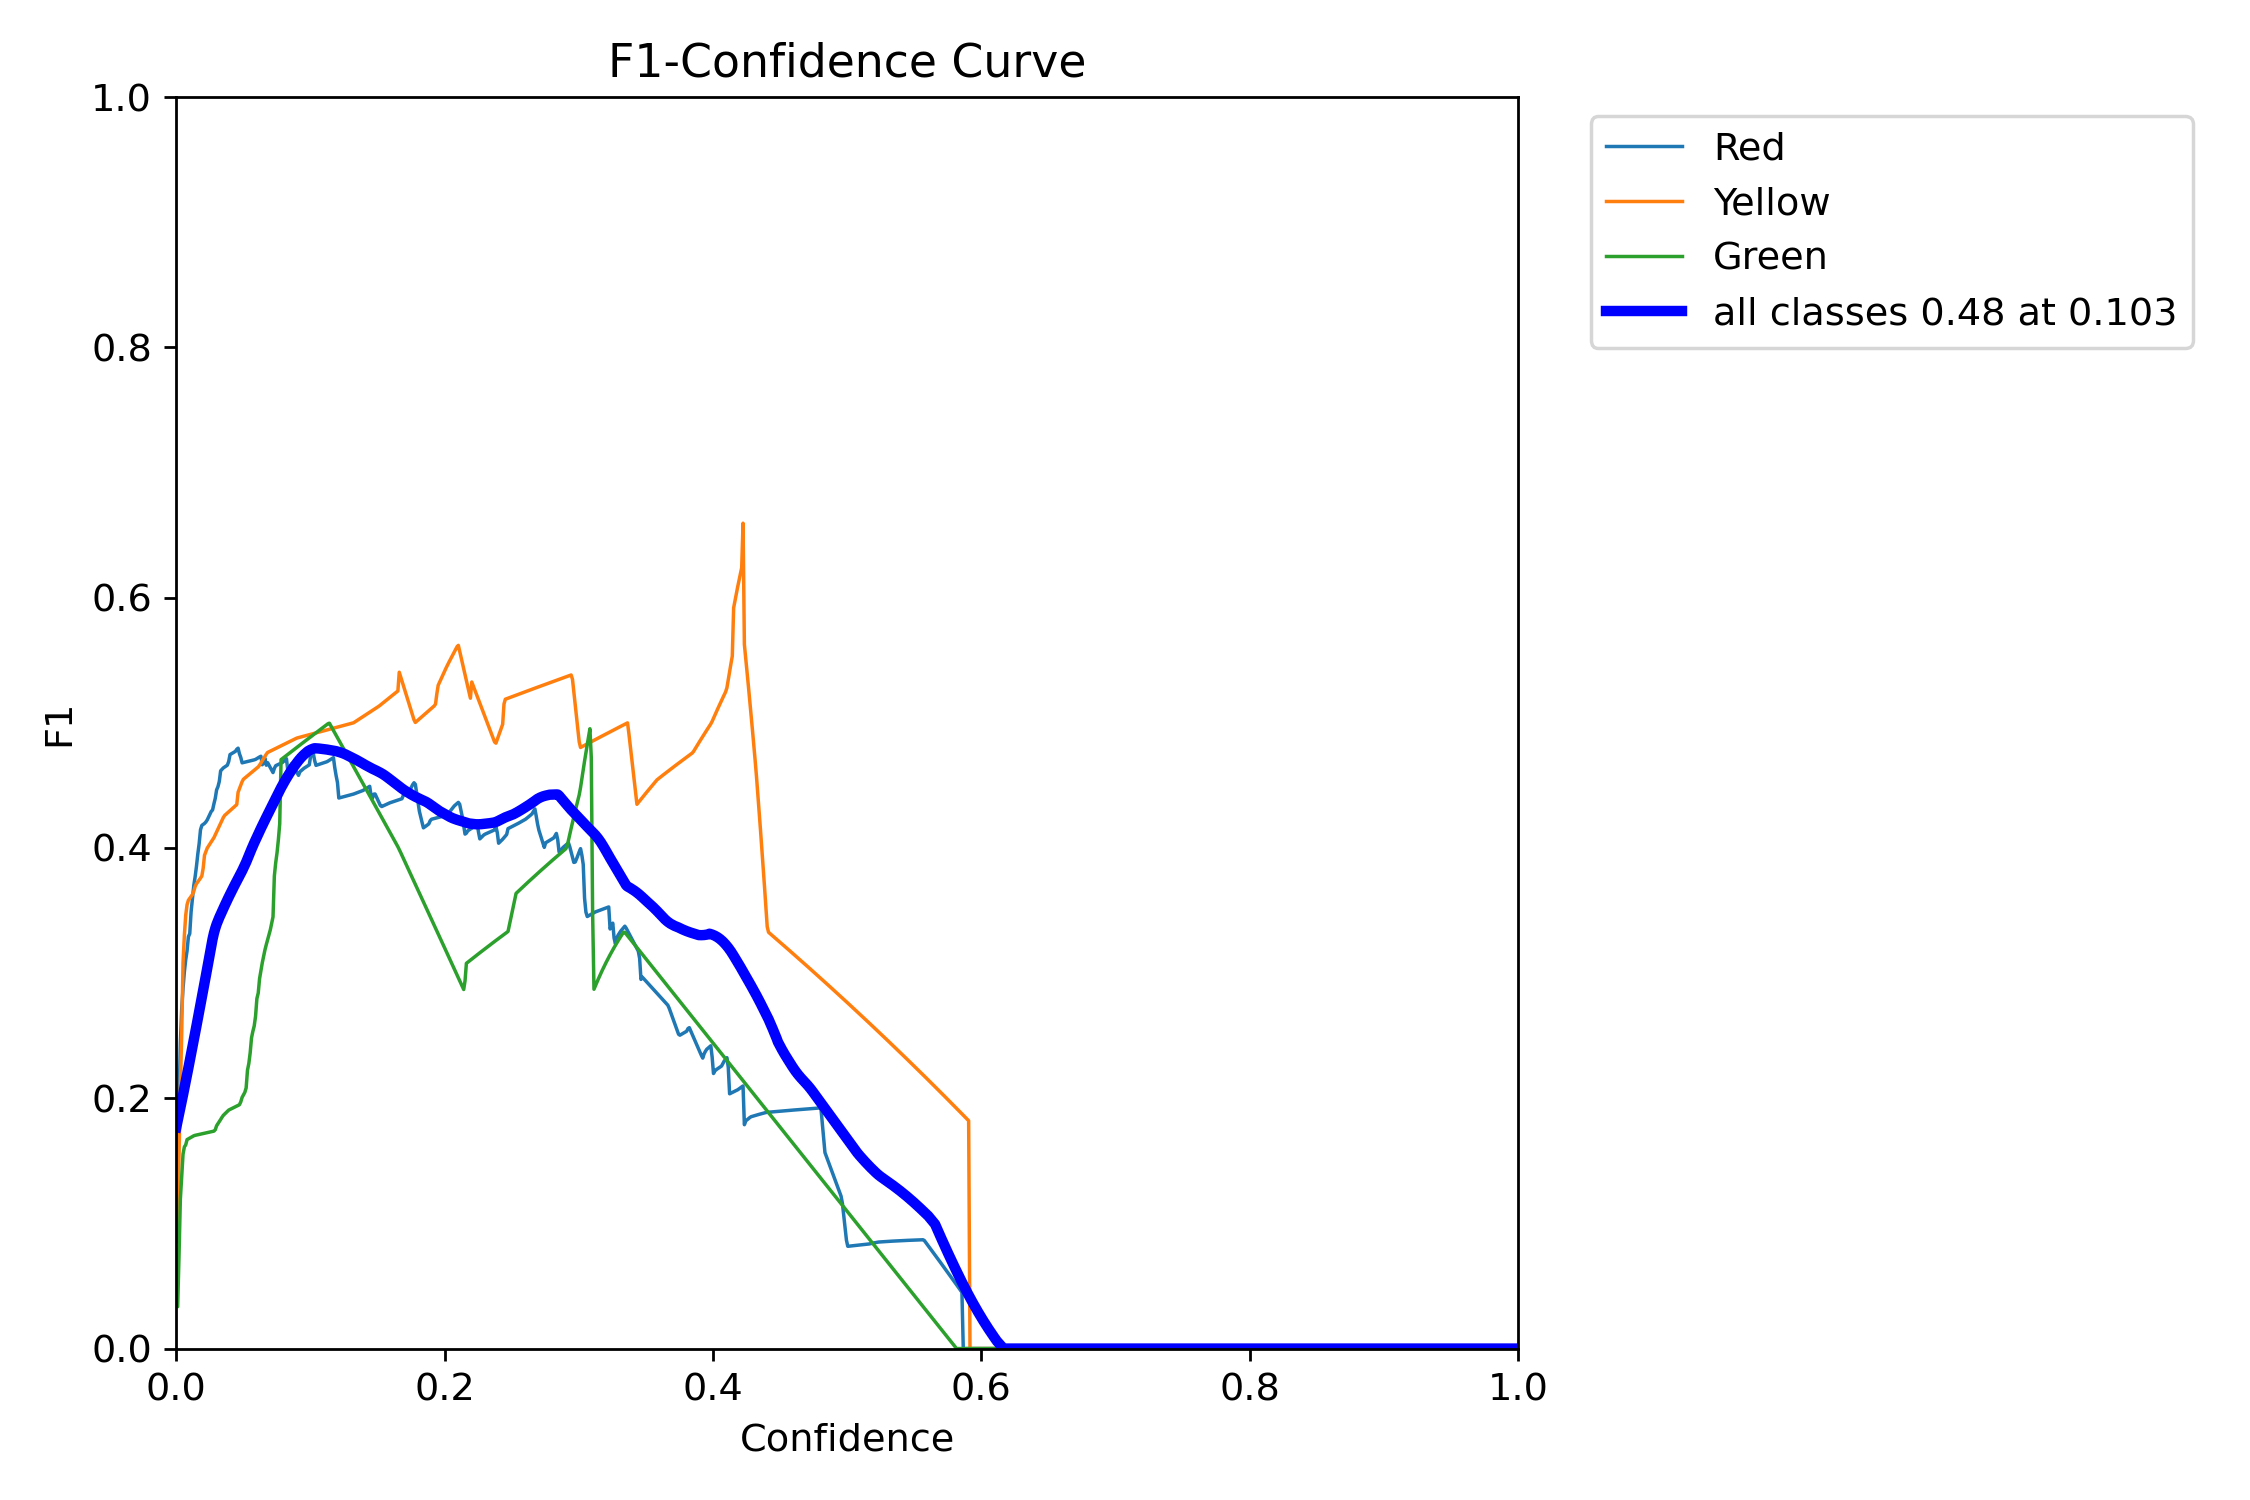 F1-Confidence Curve
1.0
0.8
0.6
0.4
0.2
0.0
F1
0.0 0.2 0.4 0.6 0.8 1.0
Confidence
Red
Yellow
Green
all classes 0.48 at 0.103